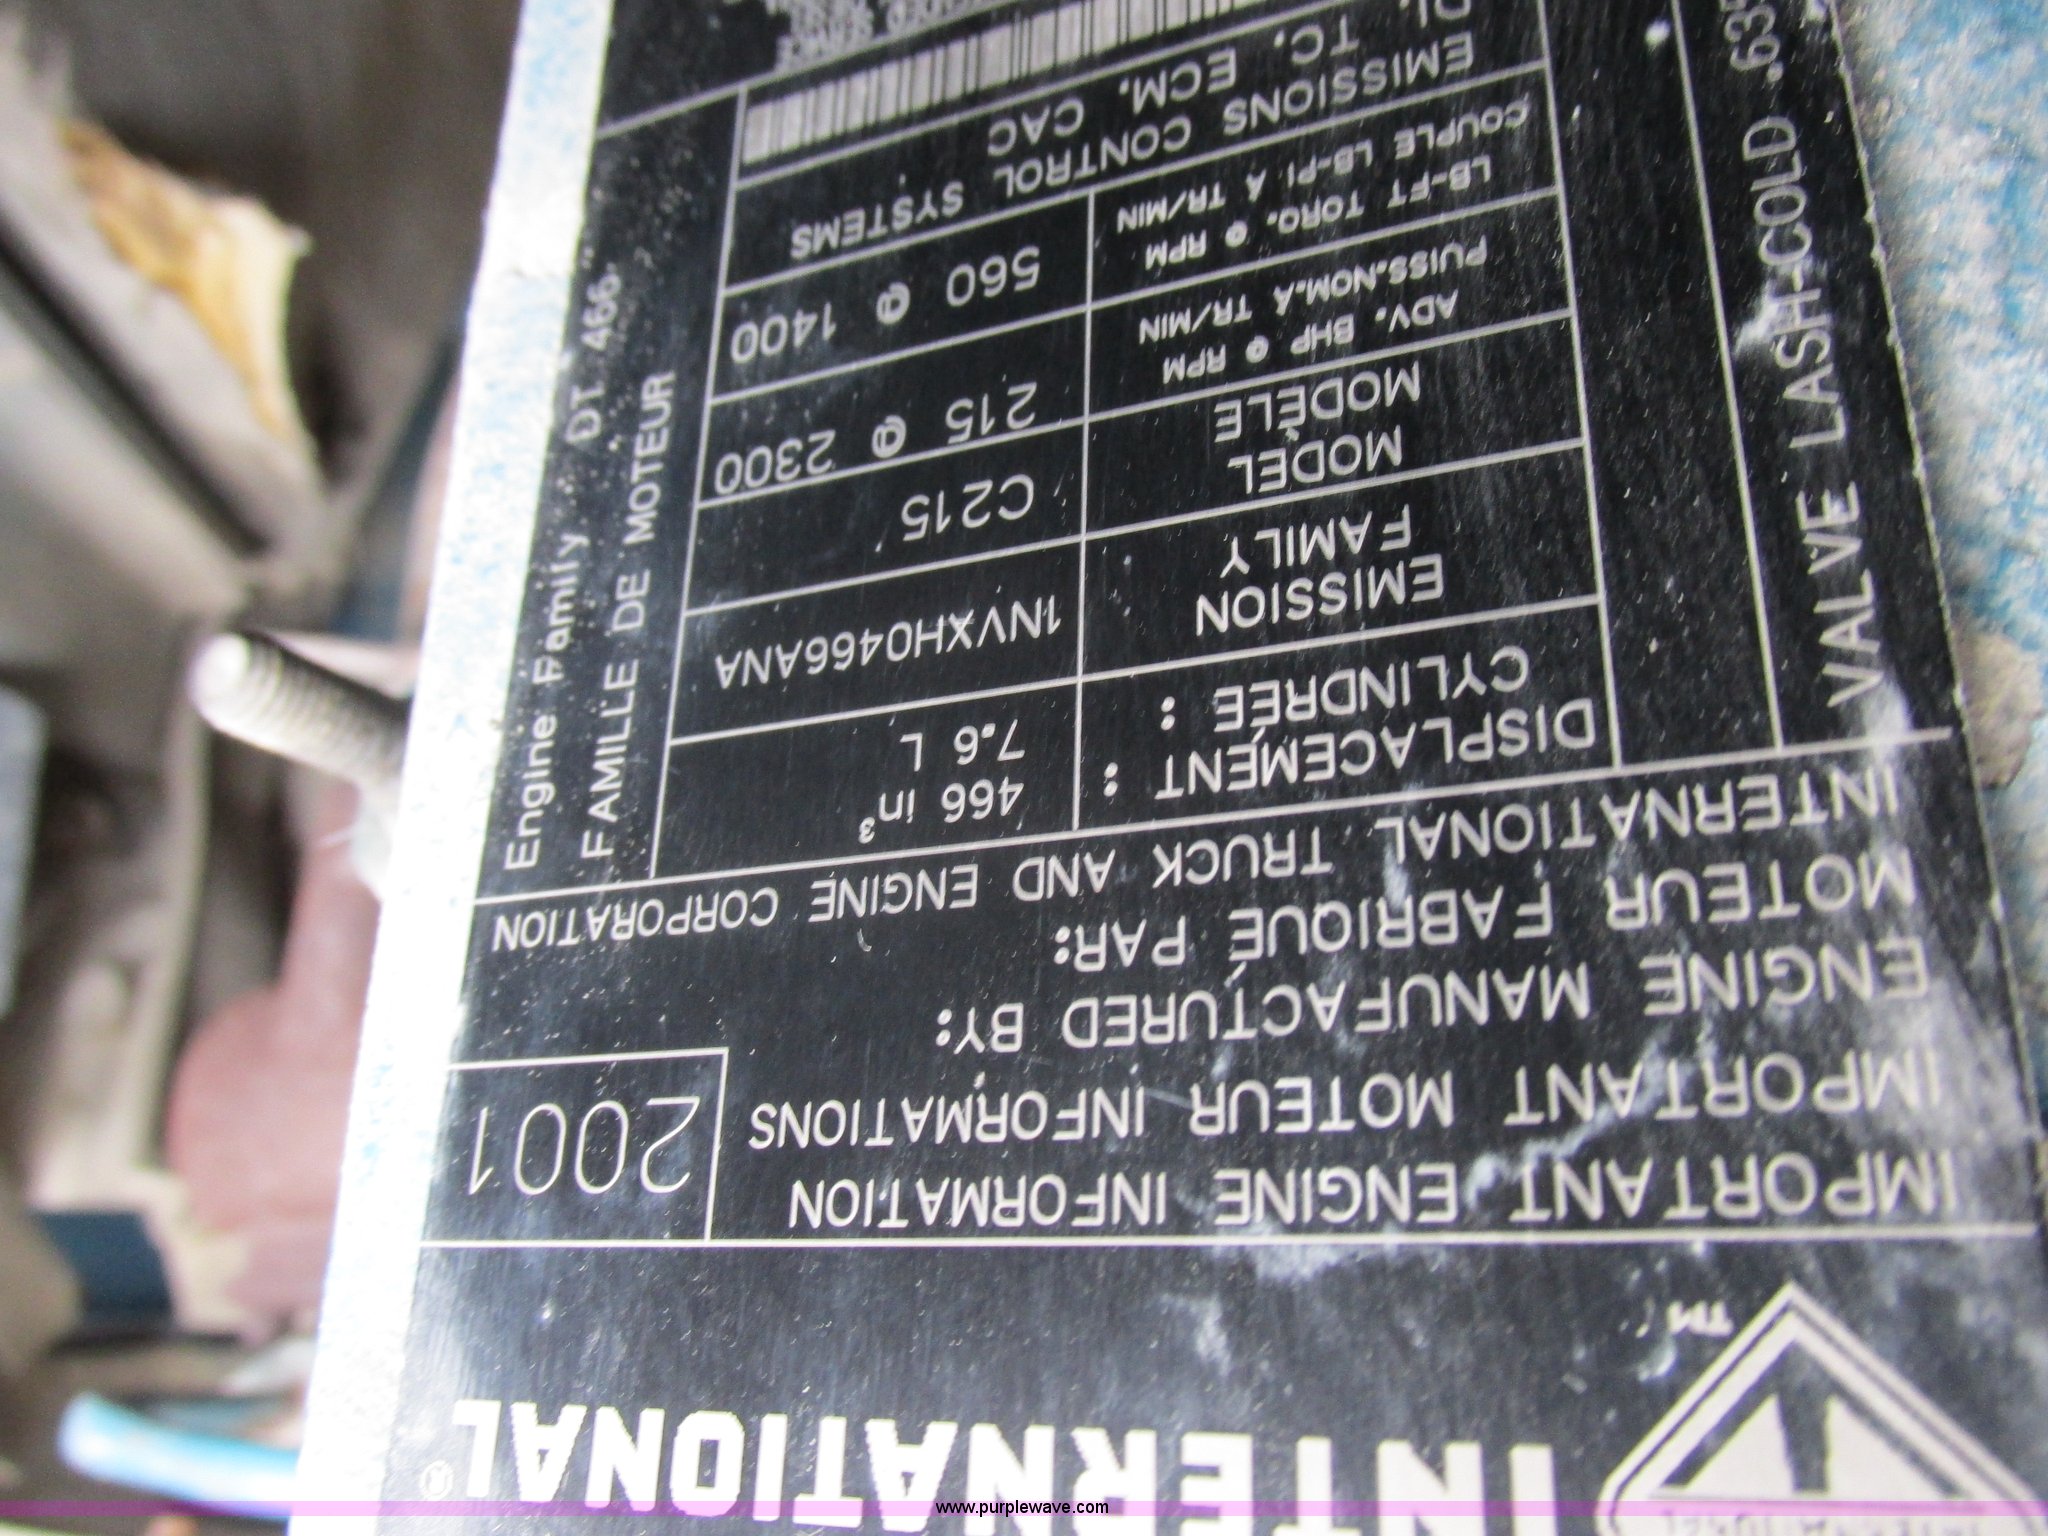 INTERNATIONAL®
™
IMPORTANT ENGINE INFORMATION
IMPORTANT MOTEUR INFORMATIONS
2001
ENGINE MANUFACTURED BY:
MOTEUR FABRIQUÉ PAR:
INTERNATIONAL TRUCK AND ENGINE CORPORATION
DISPLACEMENT :
CYLINDRÉE :
466 in³
7.6 L
EMISSION
FAMILY
1NVXH0466ANA
MODEL
MODÈLE
C215
ADV. BHP @ RPM
PUISS.NOM.À TR/MIN
215 @ 2300
LB-FT TORQ. @ RPM
COUPLE LB-PI À TR/MIN
560 @ 1400
EMISSIONS CONTROL SYSTEMS
TC. ECM. CAC
VALVE LASH-COLD
Engine Family DT 466
FAMILLE DE MOTEUR
www.purplewave.com